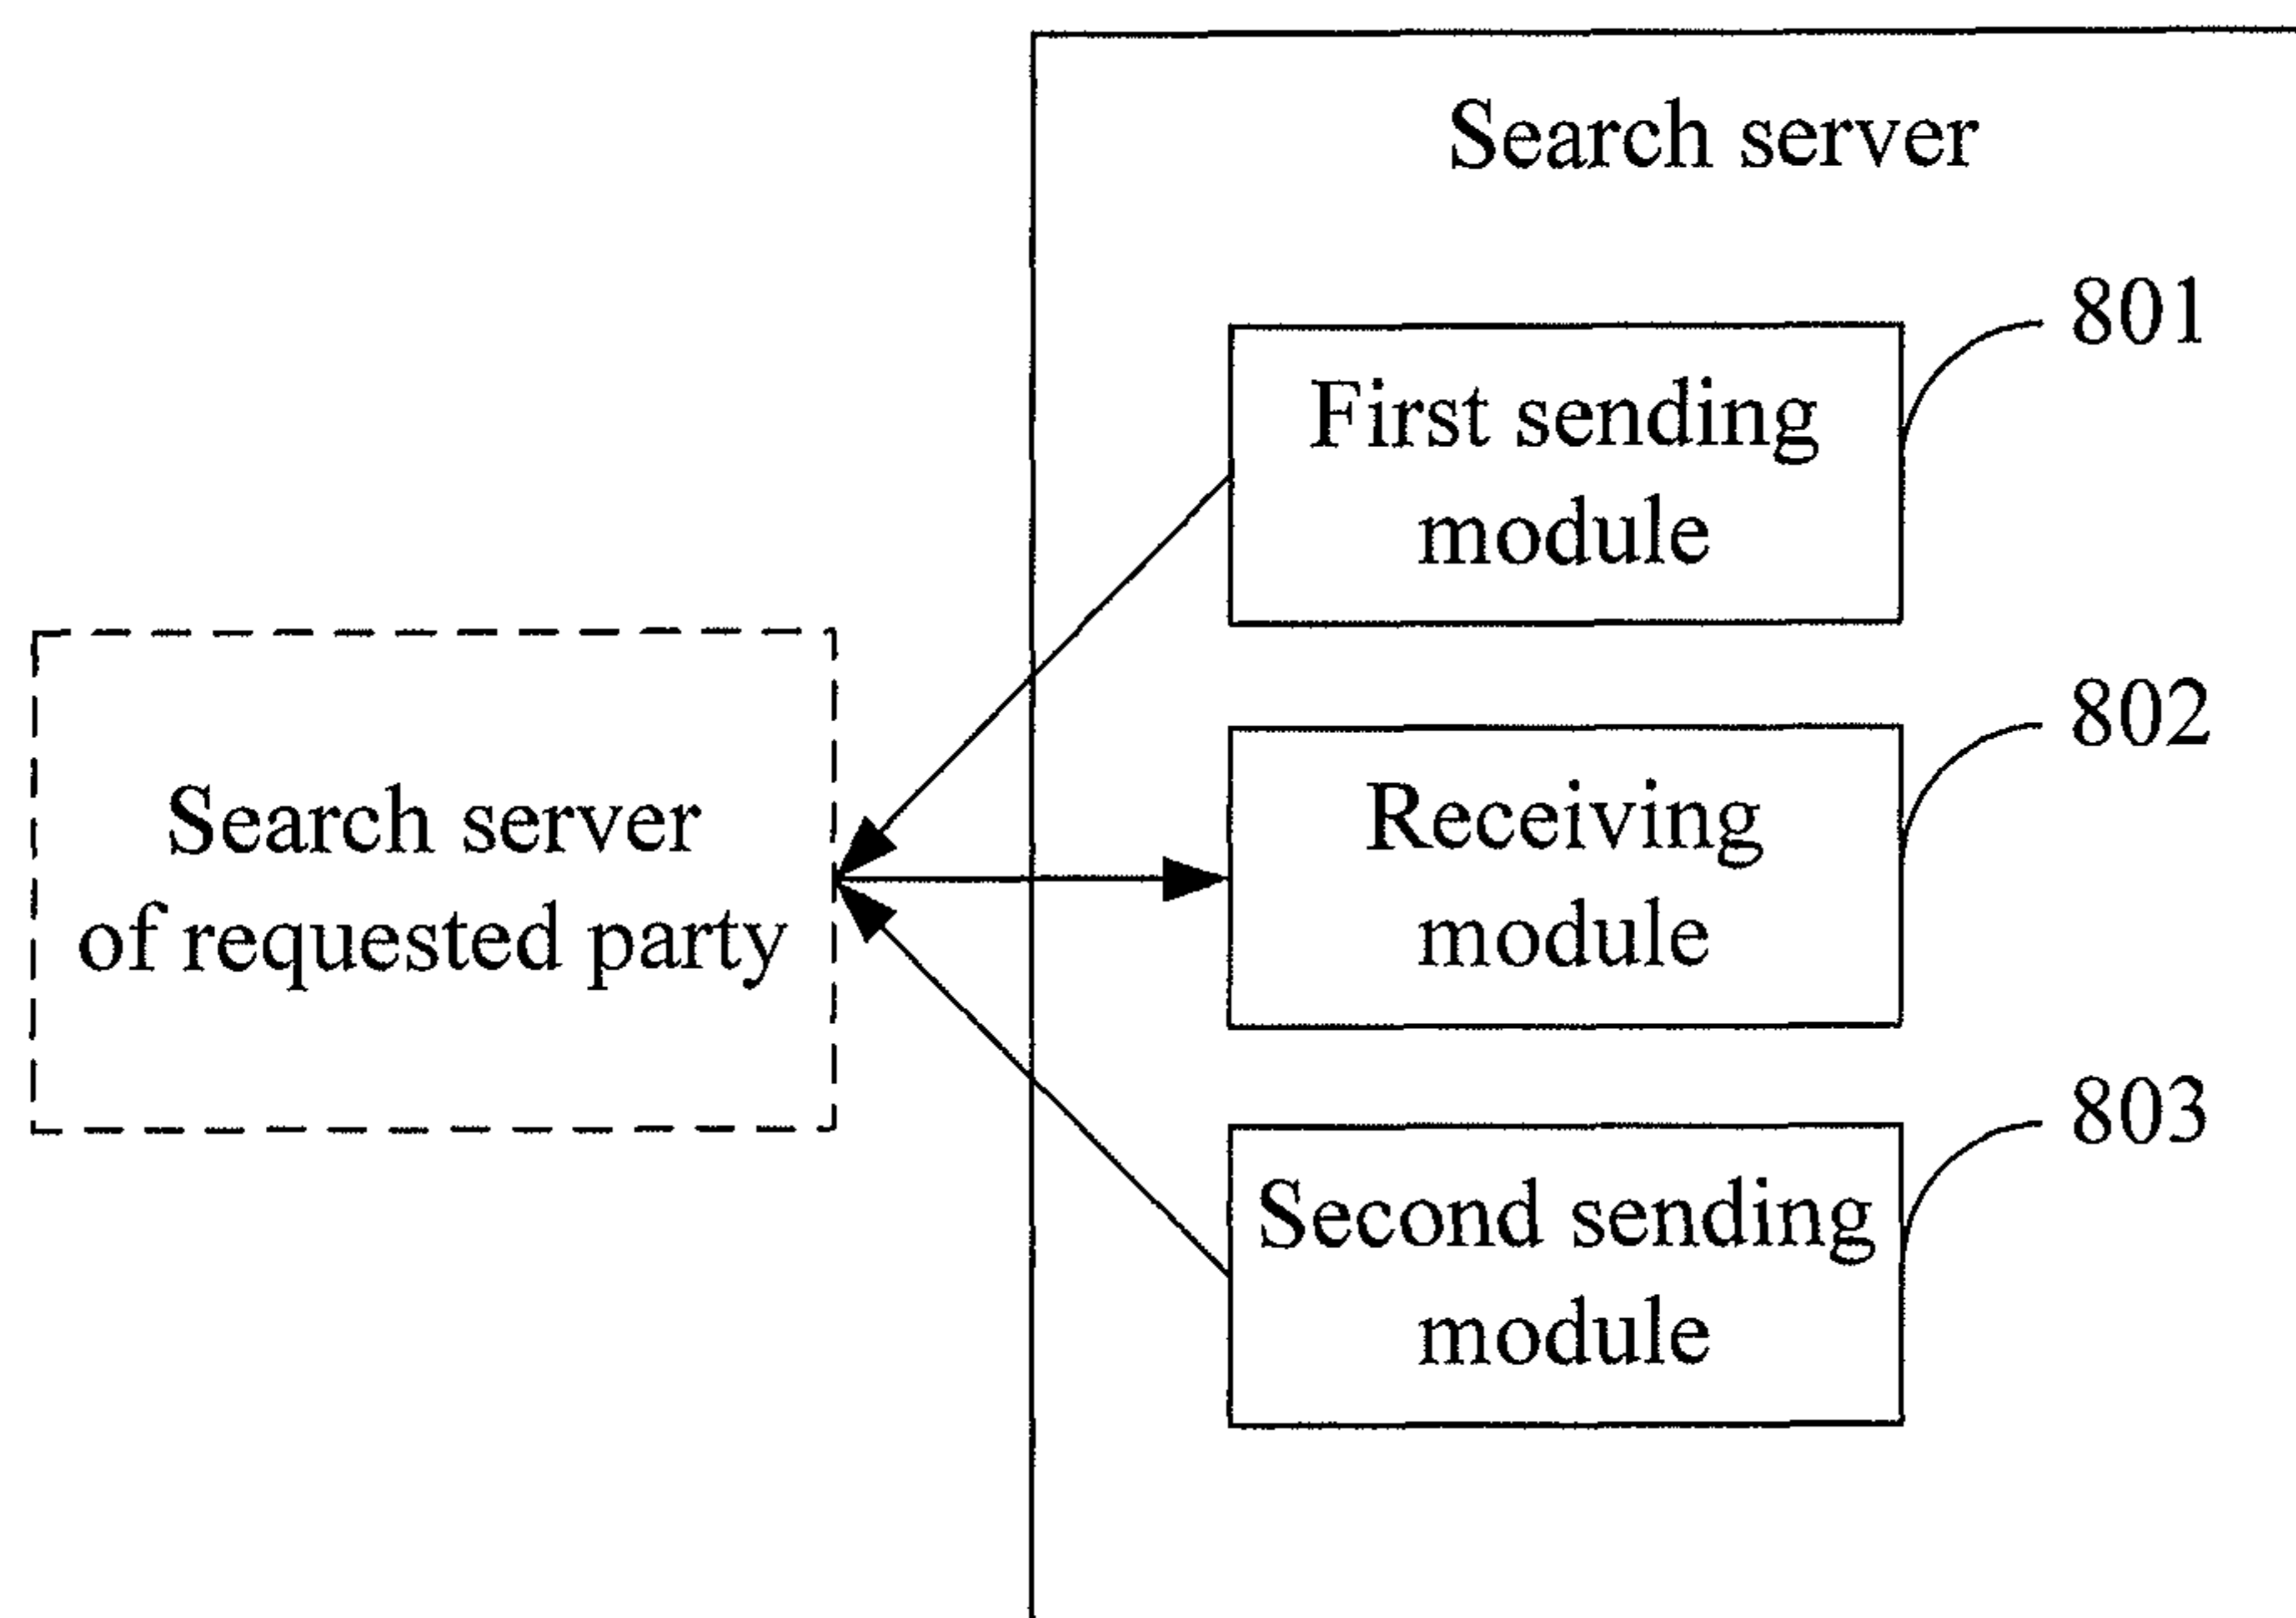 Search server
801
First sending
module
802
Receiving
module
Search server
of requested party
803
Second sending
module